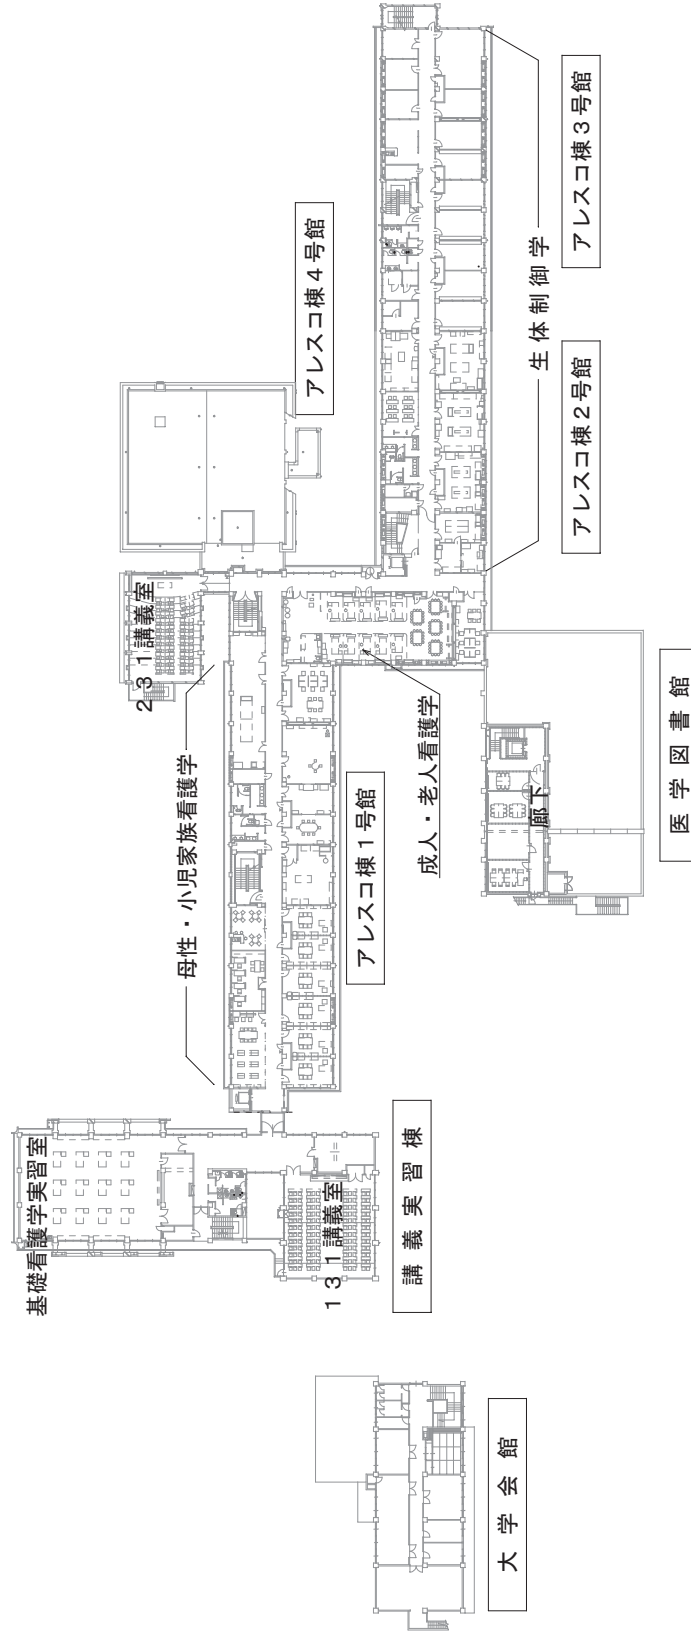 基礎看護学実習室
131講義室
講義実習棟
大学会館
231講義室
母性・小児家族看護学
アレスコ棟1号館
成人・老人看護学
廊下
医学図書館
アレスコ棟4号館
生体制御学
アレスコ棟2号館
アレスコ棟3号館